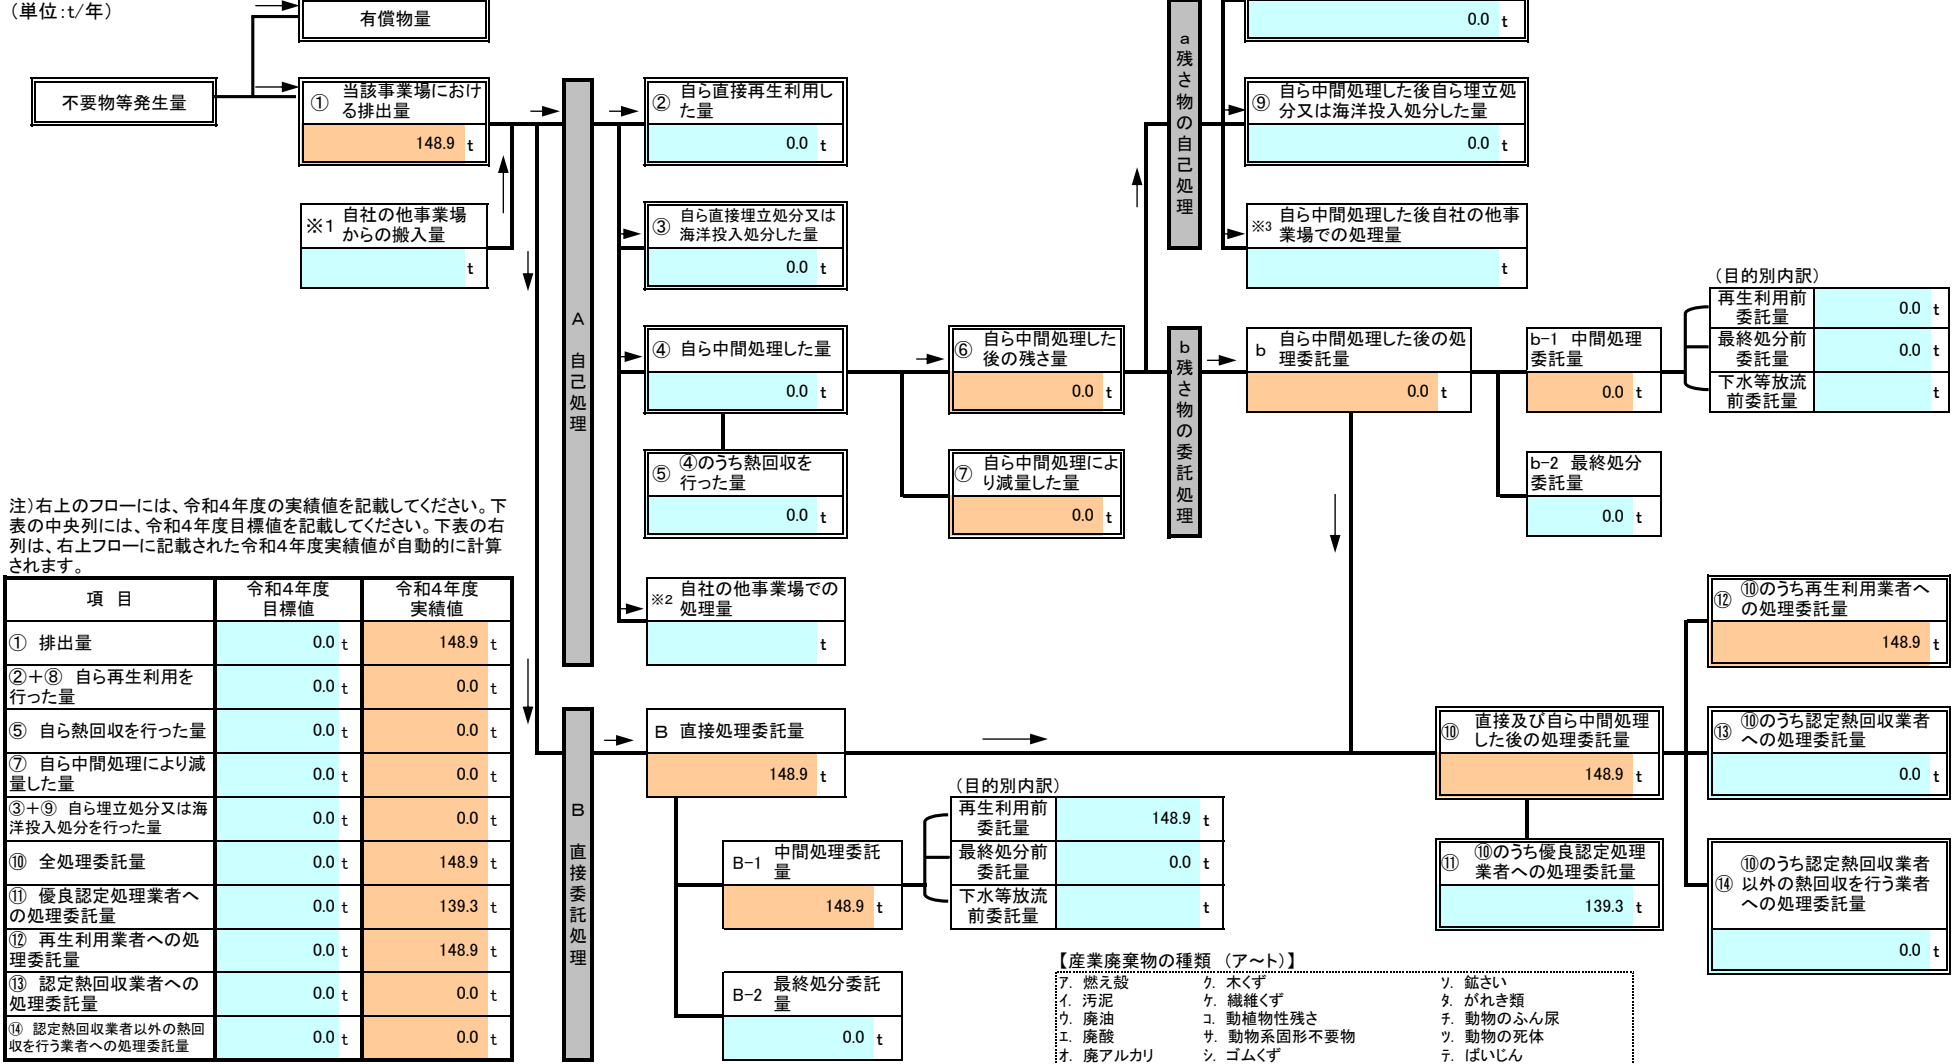 （単位：t/年）
有償物量
不要物等発生量
① 当該事業場におけ
る排出量
148.9 t
※1 自社の他事業場
からの搬入量
t
A 自己処理
② 自ら直接再生利用し
た量
0.0 t
③ 自ら直接埋立処分又は
海洋投入処分した量
0.0 t
④ 自ら中間処理した量
0.0 t
⑤ ④のうち熱回収を
行った量
0.0 t
※2 自社の他事業場での
処理量
t
⑥ 自ら中間処理した
後の残さ量
0.0 t
⑦ 自ら中間処理によ
り減量した量
0.0 t
a 残さ物の自己処理
0.0 t
⑨ 自ら中間処理した後自ら埋立処
分又は海洋投入処分した量
0.0 t
※3 自ら中間処理した後自社の他事
業場での処理量
t
b 残さ物の委託処理
b 自ら中間処理した後の処
理委託量
0.0 t
b-1 中間処理
委託量
0.0 t
b-2 最終処分
委託量
0.0 t
（目的別内訳）
再生利用前
委託量
0.0 t
最終処分前
委託量
0.0 t
下水等放流
前委託量
t
注）右上のフローには、令和４年度の実績値を記載してください。下
表の中央列には、令和４年度目標値を記載してください。下表の右
列は、右上フローに記載された令和４年度実績値が自動的に計算
されます。
項 目
令和４年度
目標値
令和４年度
実績値
① 排出量 0.0 t 148.9 t
②＋⑧ 自ら再生利用を
行った量
0.0 t 0.0 t
⑤ 自ら熱回収を行った量 0.0 t 0.0 t
⑦ 自ら中間処理により減
量した量
0.0 t 0.0 t
③＋⑨ 自ら埋立処分又は海
洋投入処分を行った量
0.0 t 0.0 t
⑩ 全処理委託量 0.0 t 148.9 t
⑪ 優良認定処理業者へ
の処理委託量
0.0 t 139.3 t
⑫ 再生利用業者への処
理委託量
0.0 t 148.9 t
⑬ 認定熱回収業者への
処理委託量
0.0 t 0.0 t
⑭ 認定熱回収業者以外の熱回
収を行う業者への処理委託量
0.0 t 0.0 t
B 直接委託処理
B 直接処理委託量
148.9 t
B-1 中間処理委託
量
148.9 t
B-2 最終処分委託
量
0.0 t
（目的別内訳）
再生利用前
委託量
148.9 t
最終処分前
委託量
0.0 t
下水等放流
前委託量
t
⑩ 直接及び自ら中間処理
した後の処理委託量
148.9 t
⑪ ⑩のうち優良認定処理
業者への処理委託量
139.3 t
⑫ ⑩のうち再生利用業者へ
の処理委託量
148.9 t
⑬ ⑩のうち認定熱回収業者
への処理委託量
0.0 t
⑭ ⑩のうち認定熱回収業者
以外の熱回収を行う業者
への処理委託量
0.0 t
【産業廃棄物の種類 （ア～ト）】
ｱ. 燃え殻 ｸ. 木くず ｿ. 鉱さい
ｲ. 汚泥 ｹ. 繊維くず ﾀ. がれき類
ｳ. 廃油 ｺ. 動植物性残さ ﾁ. 動物のふん尿
ｴ. 廃酸 ｻ. 動物系固形不要物 ﾂ. 動物の死体
ｵ. 廃アルカリ ｼ. ゴムくず ﾃ. ばいじん